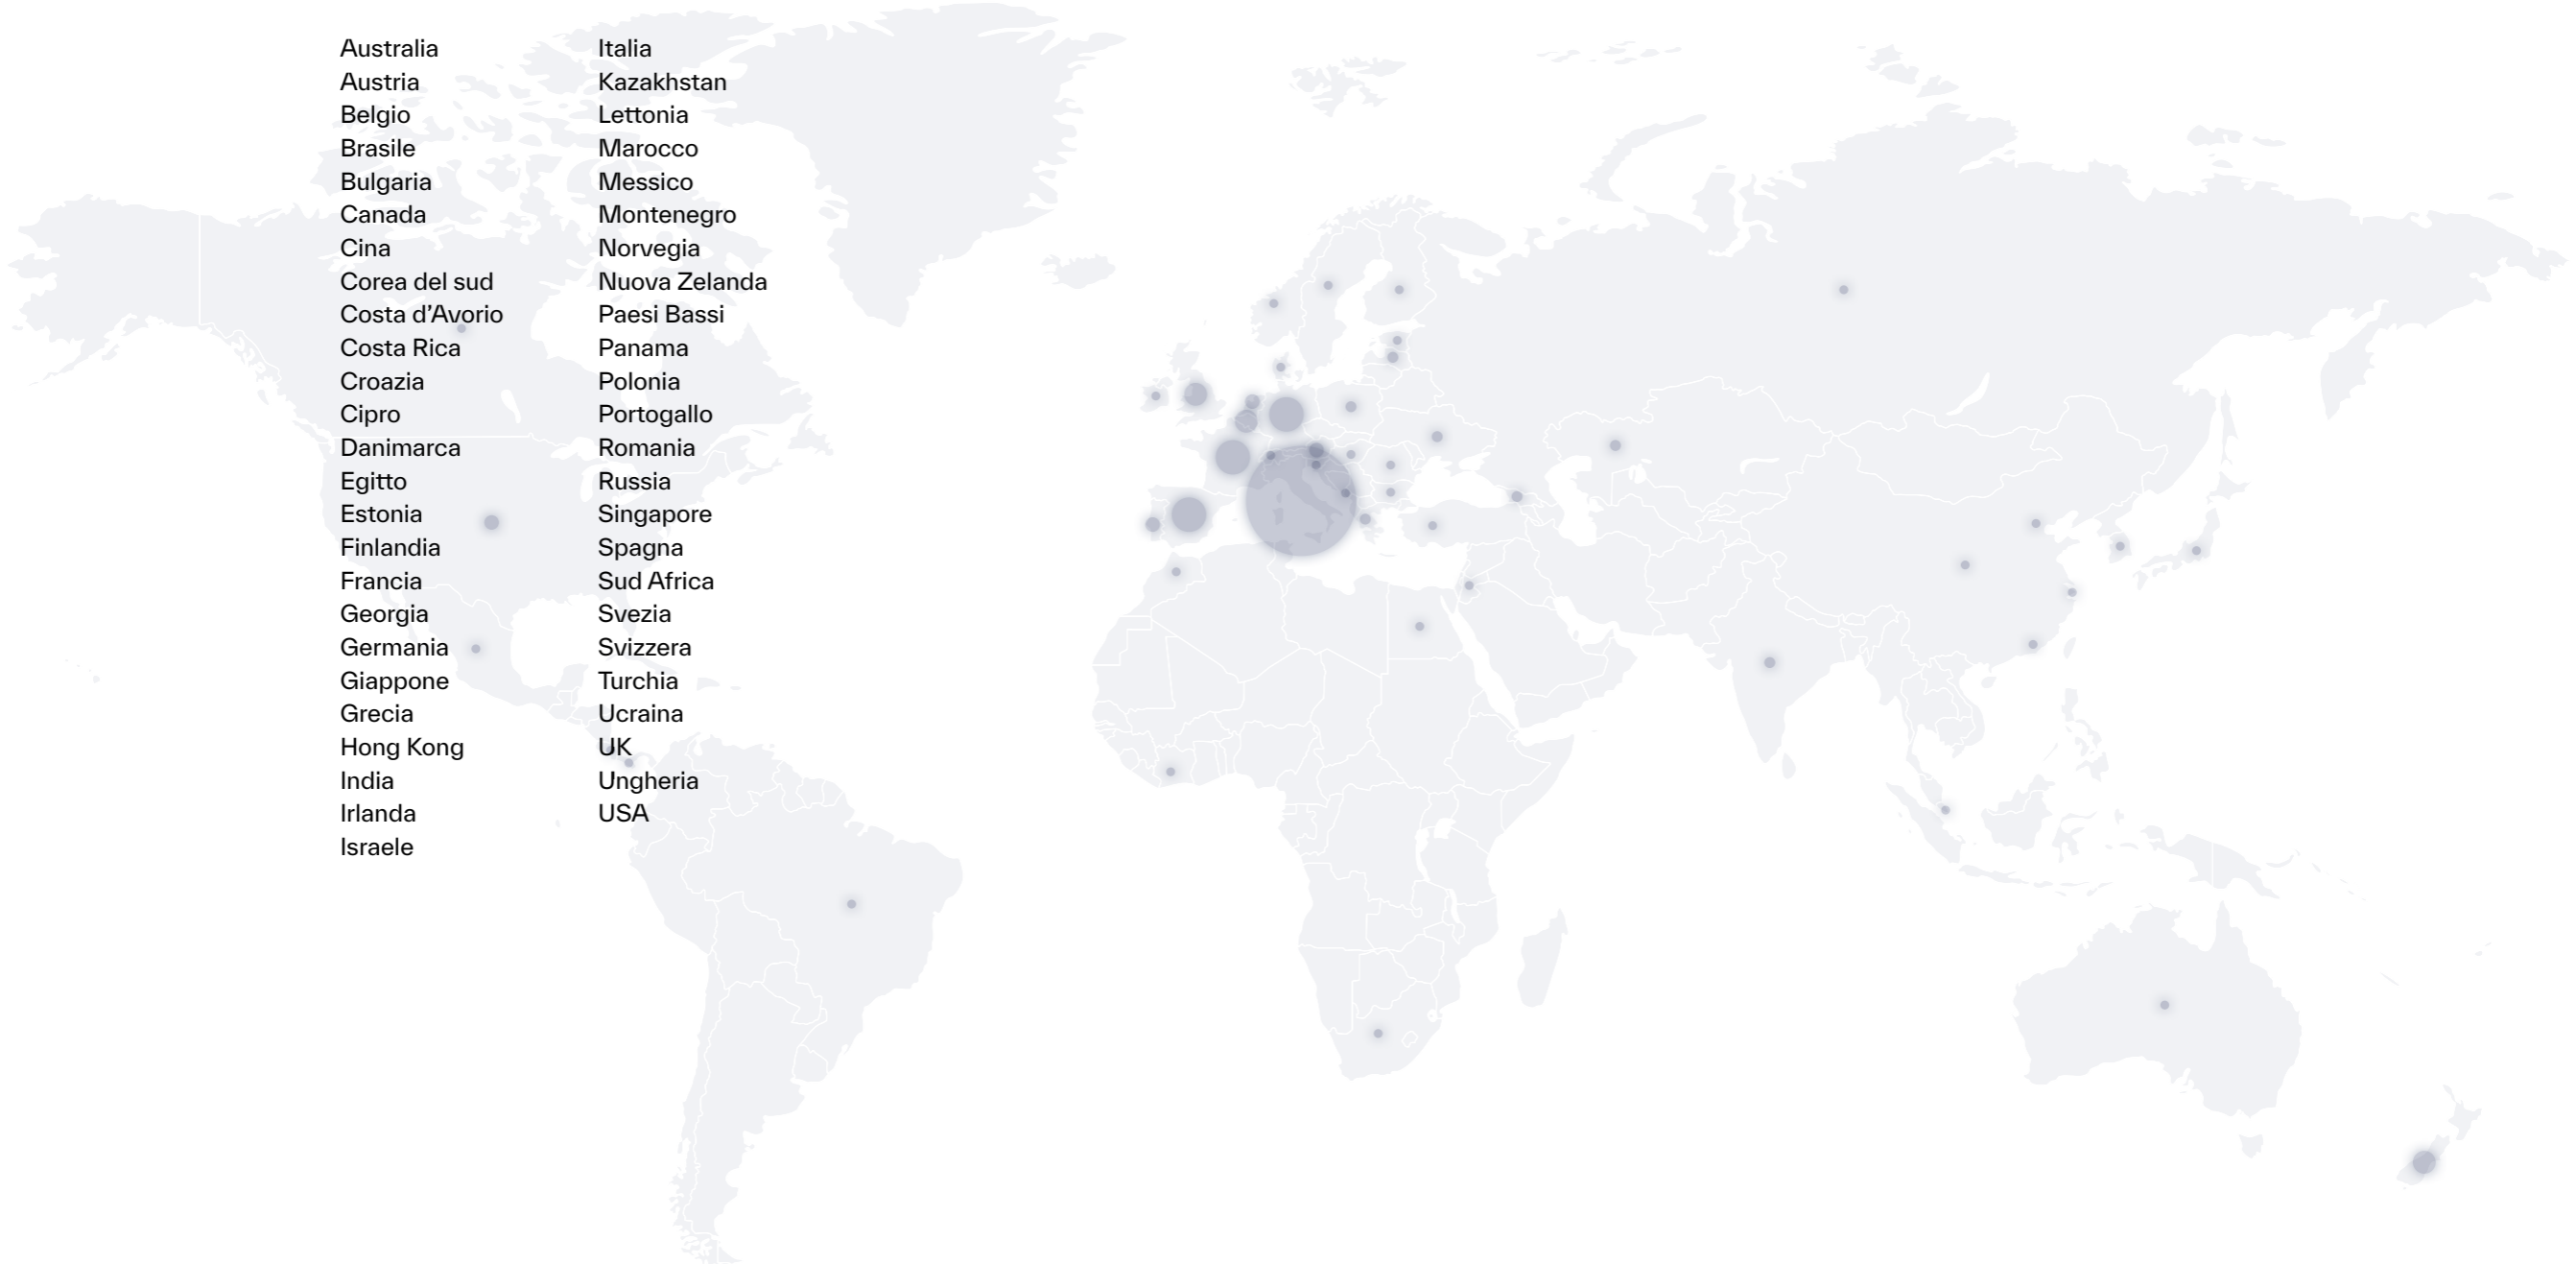 Australia
Austria
Belgio
Brasile
Bulgaria
Canada
Cina
Corea del sud
Costa d’Avorio
Costa Rica
Croazia
Cipro
Danimarca
Egitto
Estonia
Finlandia
Francia
Georgia
Germania
Giappone
Grecia
Hong Kong
India
Irlanda
Israele
Italia
Kazakhstan
Lettonia
Marocco
Messico
Montenegro
Norvegia
Nuova Zelanda
Paesi Bassi
Panama
Polonia
Portogallo
Romania
Russia
Singapore
Spagna
Sud Africa
Svezia
Svizzera
Turchia
Ucraina
UK
Ungheria
USA